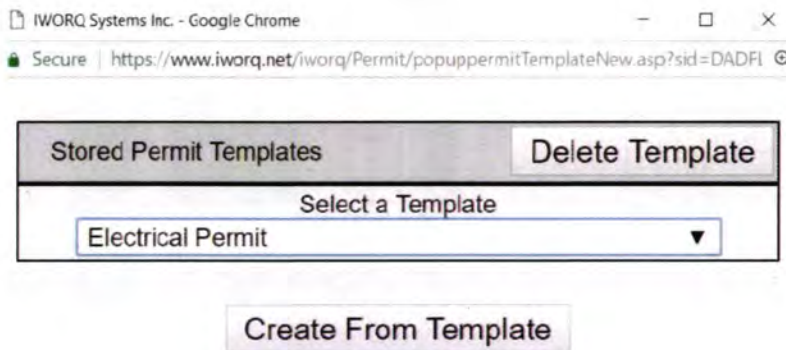 IWORQ Systems Inc. - Google Chrome
Secure | https://www.iworq.net/iworq/Permit/popuppermitTemplateNew.asp?sid=DADFL
Stored Permit Templates Delete Template
Select a Template
Electrical Permit
Create From Template